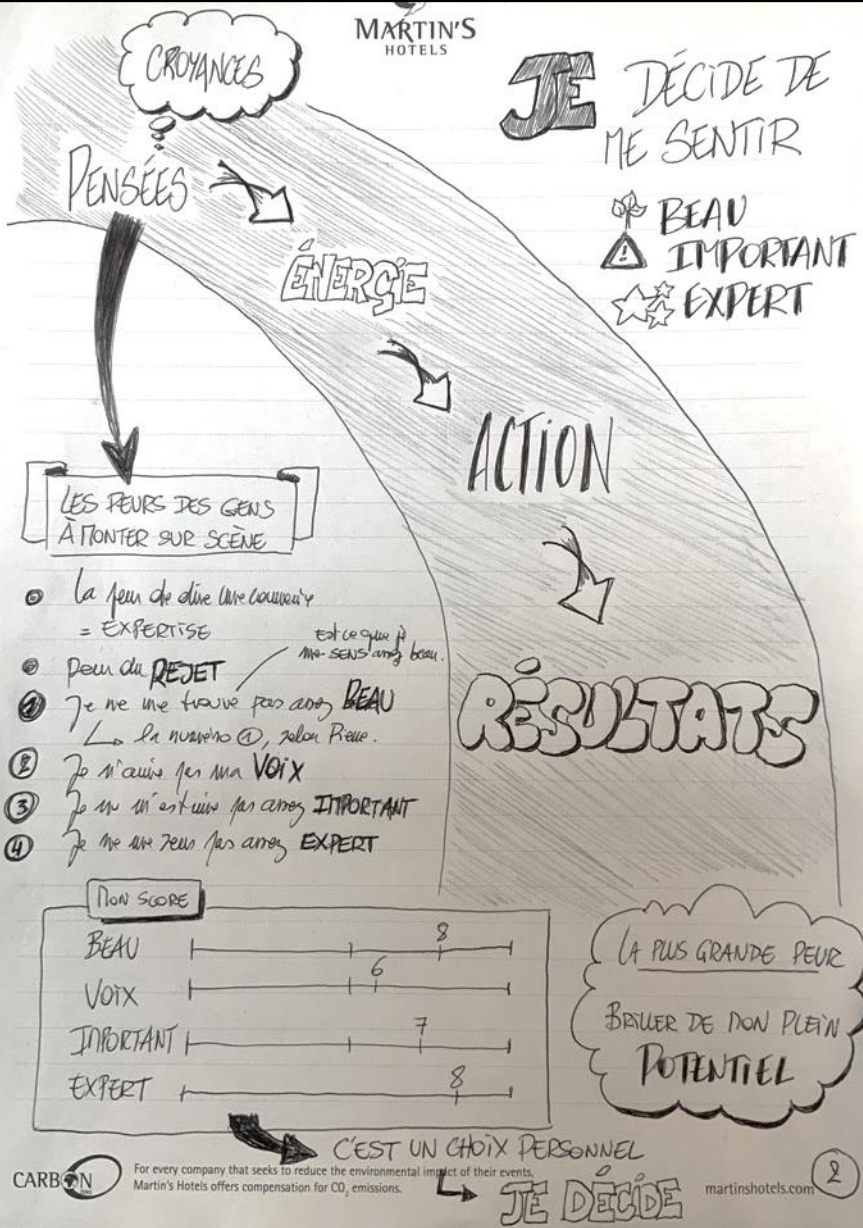 MARTIN'S
HOTELS
CROYANCES
PENSÉES
ÉNERGIE
ACTION
RÉSULTATS
JE DÉCIDE DE
ME SENTIR
BEAU
IMPORTANT
EXPERT
LES PEURS DES GENS
À MONTER SUR SCÈNE
La peur de dire une connerie
= EXPERTISE
peur du REJET
Est ce que je
me SENS assez beau.
1 Je ne me trouve pas assez BEAU
la numéro 1, selon Pierre.
2 Je n'aime pas ma VOIX
3 Je ne m'estime pas assez IMPORTANT
4 Je ne me sens pas assez EXPERT
MON SCORE
BEAU 8
VOIX 6
IMPORTANT 7
EXPERT 8
LA PLUS GRANDE PEUR
BRILLER DE MON PLEIN
POTENTIEL
C'EST UN CHOIX PERSONNEL
JE DÉCIDE
CARBON
For every company that seeks to reduce the environmental impact of their events,
Martin's Hotels offers compensation for CO₂ emissions.
martinshotels.com
2